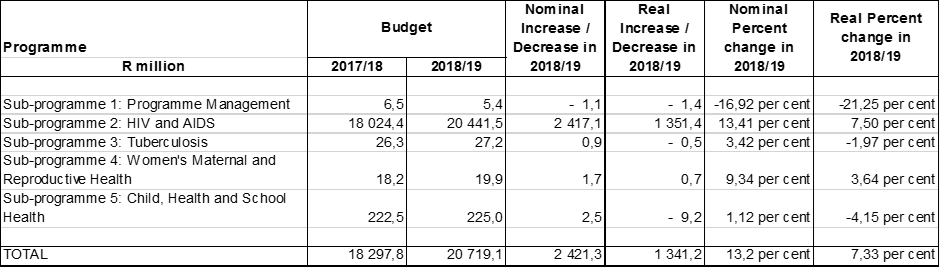 Programme Budget Nominal Increase / Decrease in 2018/19 Real Increase / Decrease in 2018/19 Nominal Percent change in 2018/19 Real Percent change in 2018/19
R million 2017/18 2018/19
Sub-programme 1: Programme Management 6,5 5,4 - 1,1 - 1,4 -16,92 per cent -21,25 per cent
Sub-programme 2: HIV and AIDS 18 024,4 20 441,5 2 417,1 1 351,4 13,41 per cent 7,50 per cent
Sub-programme 3: Tuberculosis 26,3 27,2 0,9 - 0,5 3,42 per cent -1,97 per cent
Sub-programme 4: Women's Maternal and
Reproductive Health 18,2 19,9 1,7 0,7 9,34 per cent 3,64 per cent
Sub-programme 5: Child, Health and School
Health 222,5 225,0 2,5 - 9,2 1,12 per cent -4,15 per cent
TOTAL 18 297,8 20 719,1 2 421,3 1 341,2 13,2 per cent 7,33 per cent